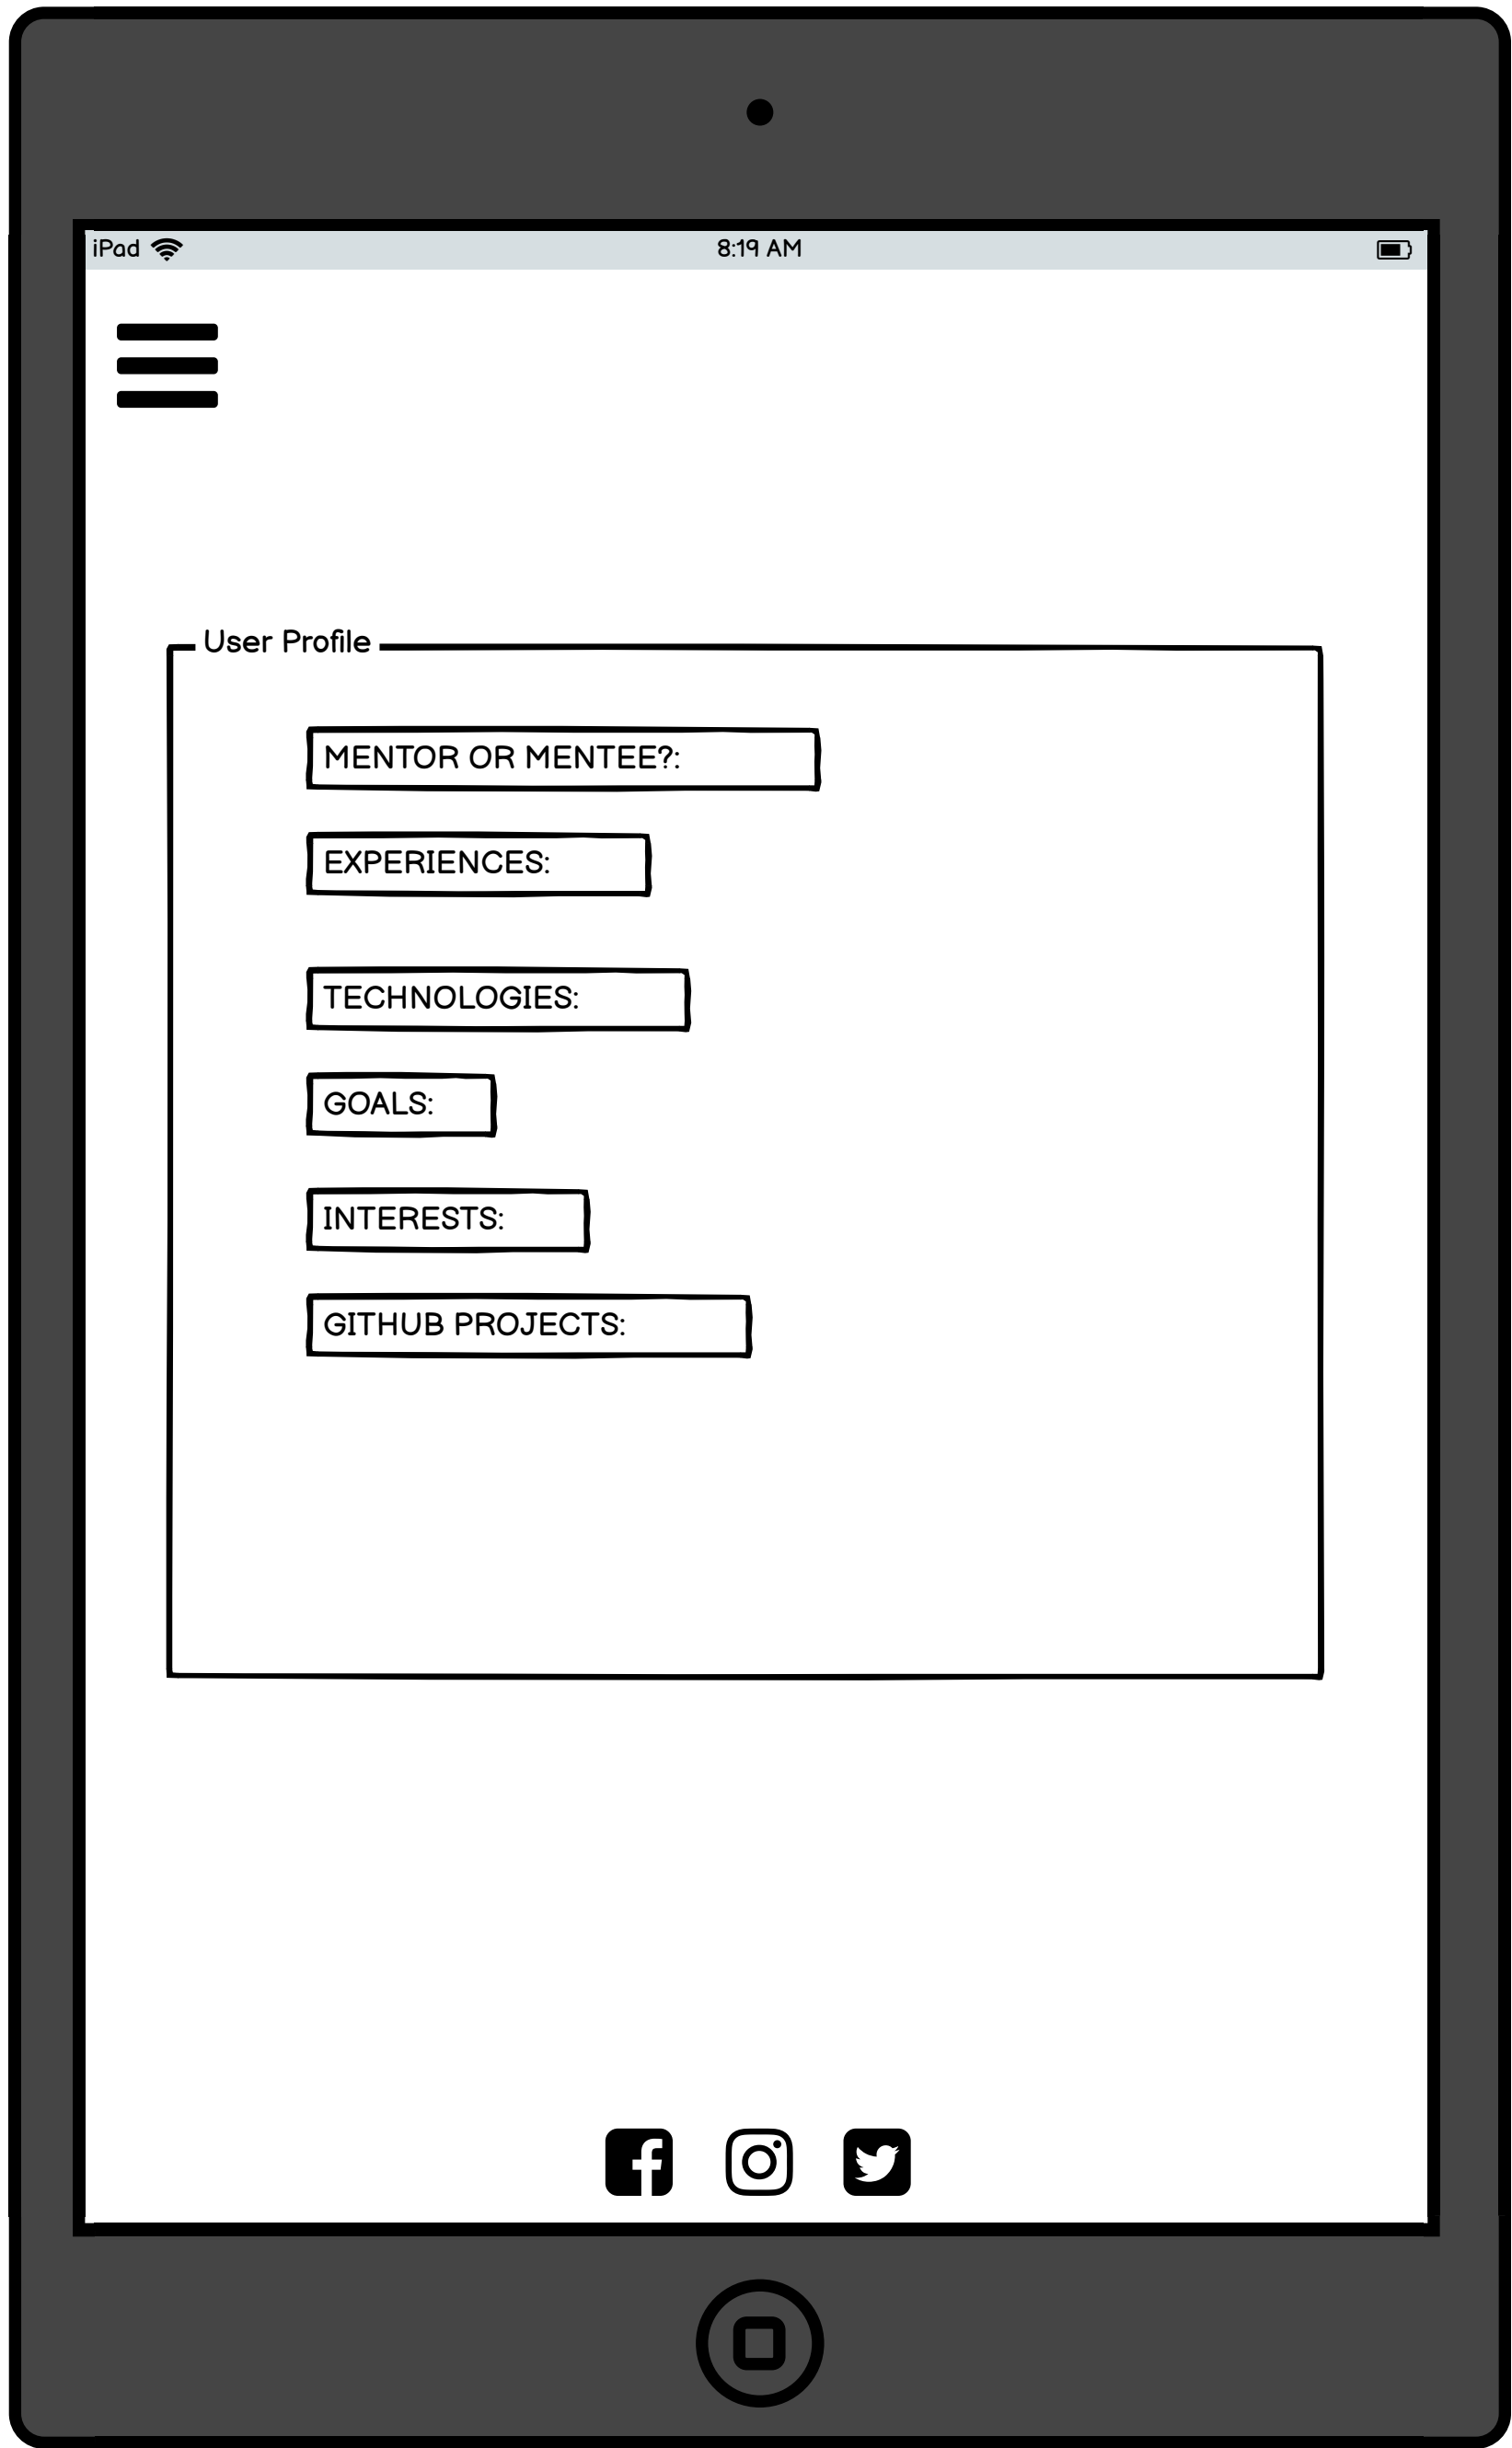 iPad 8:19 AM
User Profile
MENTOR OR MENTEE?:
EXPERIENCES:
TECHNOLOGIES:
GOALS:
INTERESTS:
GITHUB PROJECTS: